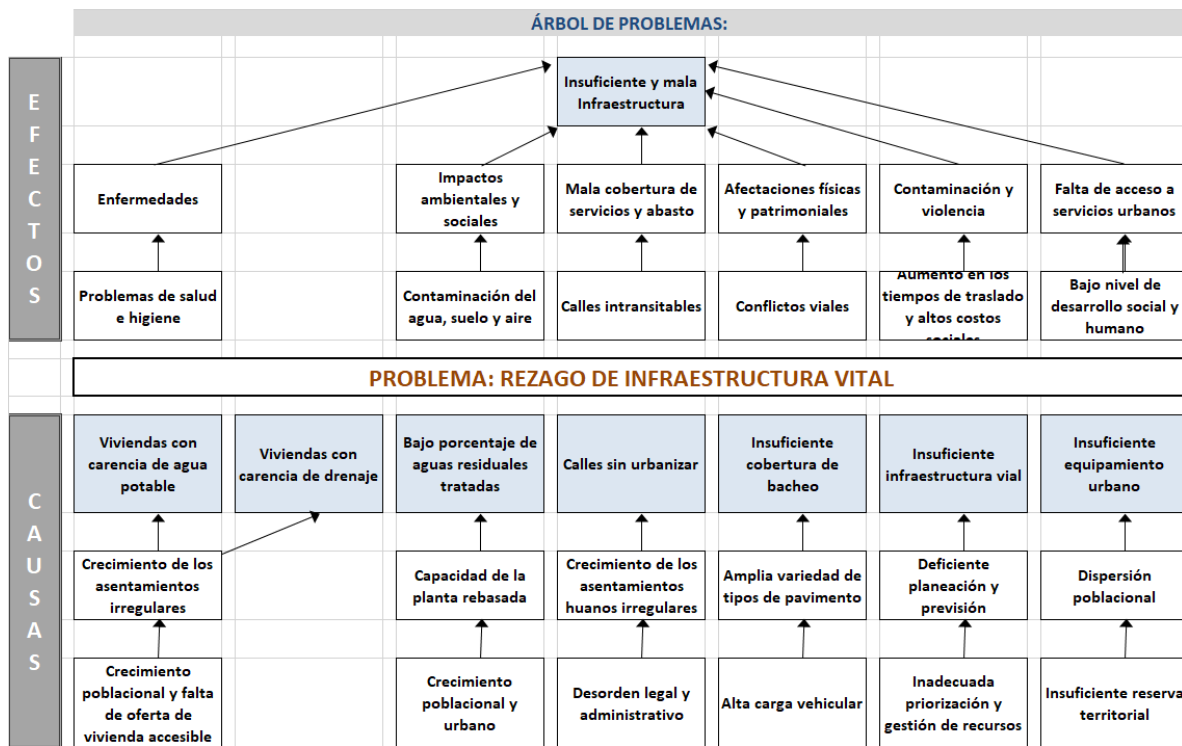 ÁRBOL DE PROBLEMAS:
EFECTOS
Insuficiente y mala
Infraestructura
Enfermedades
Impactos
ambientales y
sociales
Mala cobertura de
servicios y abasto
Afectaciones físicas
y patrimoniales
Contaminación y
violencia
Falta de acceso a
servicios urbanos
Problemas de salud
e higiene
Contaminación del
agua, suelo y aire
Calles intransitables
Conflictos viales
Aumento en los
tiempos de traslado
y altos costos
sociales
Bajo nivel de
desarrollo social y
humano
PROBLEMA: REZAGO DE INFRAESTRUCTURA VITAL
CAUSAS
Viviendas con
carencia de agua
potable
Viviendas con
carencia de drenaje
Bajo porcentaje de
aguas residuales
tratadas
Calles sin urbanizar
Insuficiente
cobertura de
bacheo
Insuficiente
infraestructura vial
Insuficiente
equipamiento
urbano
Crecimiento de los
asentamientos
irregulares
Capacidad de la
planta rebasada
Crecimiento de los
asentamientos
huanos irregulares
Amplia variedad de
tipos de pavimento
Deficiente
planeación y
previsión
Dispersión
poblacional
Crecimiento
poblacional y falta
de oferta de
vivienda accesible
Crecimiento
poblacional y
urbano
Desorden legal y
administrativo
Alta carga vehicular
Inadecuada
priorización y
gestión de recursos
Insuficiente reserva
territorial